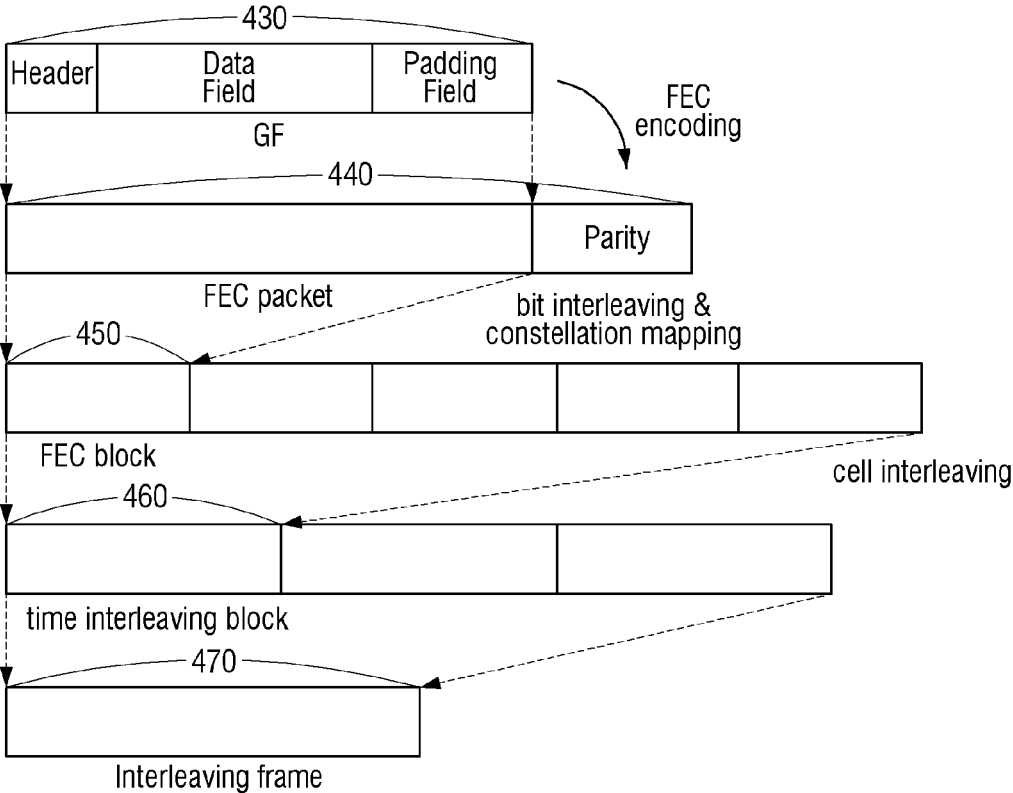 430
Header
Data
Field
Padding
Field
GF
FEC
encoding
440
Parity
FEC packet
bit interleaving &
constellation mapping
450
FEC block
cell interleaving
460
time interleaving block
470
Interleaving frame